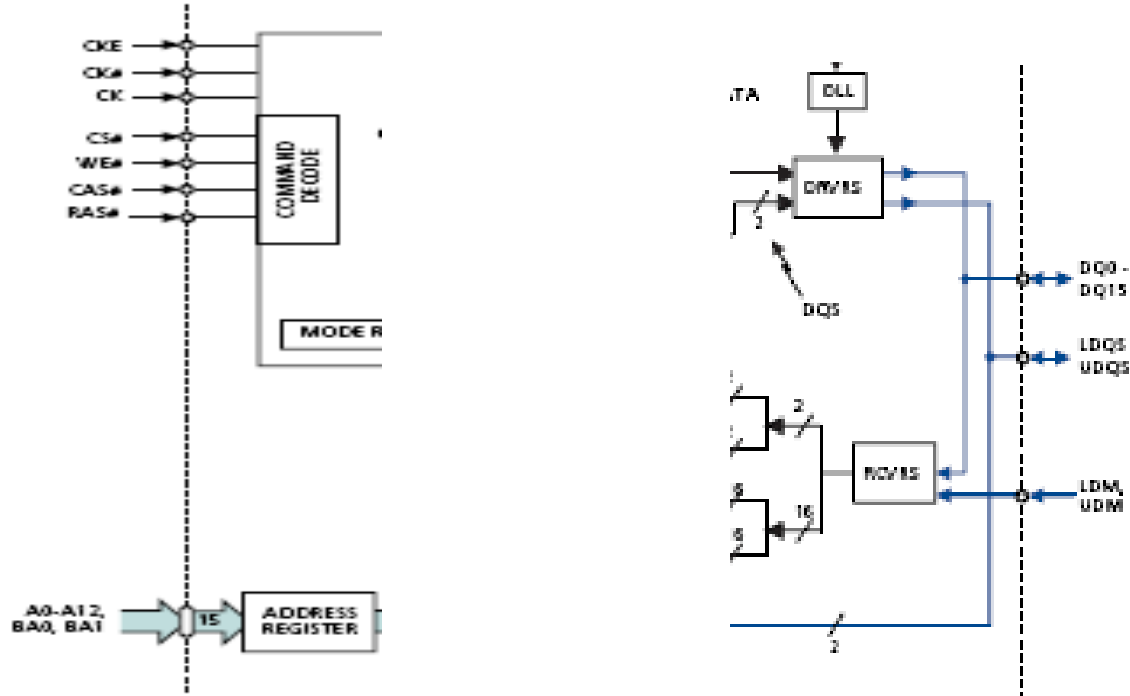 CKE
CK#
CK
CS#
WE#
CAS#
RAS#
COMMAND
DECODE
MODE R
A0-A12,
BA0, BA1
15
ADDRESS
REGISTER
ATA
DLL
DRVRS
2
DQS
DQ0 -
DQ15
LDQS
UDQS
2
RCVRS
16
LDM,
UDM
2